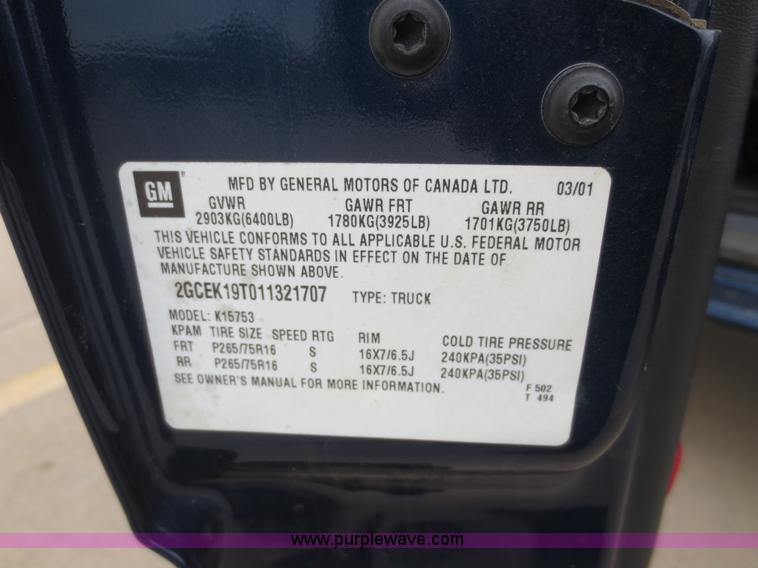 GM
MFD BY GENERAL MOTORS OF CANADA LTD. 03/01
GVWR GAWR FRT GAWR RR
2903KG(6400LB) 1780KG(3925LB) 1701KG(3750LB)
THIS VEHICLE CONFORMS TO ALL APPLICABLE U.S. FEDERAL MOTOR
VEHICLE SAFETY STANDARDS IN EFFECT ON THE DATE OF
MANUFACTURE SHOWN ABOVE.
2GCEK19T011321707 TYPE: TRUCK
MODEL: K15753
KPAM TIRE SIZE SPEED RTG RIM COLD TIRE PRESSURE
FRT P265/75R16 S 16X7/6.5J 240KPA(35PSI)
RR P265/75R16 S 16X7/6.5J 240KPA(35PSI)
SEE OWNER'S MANUAL FOR MORE INFORMATION.
F 502
T 494
www.purplewave.com